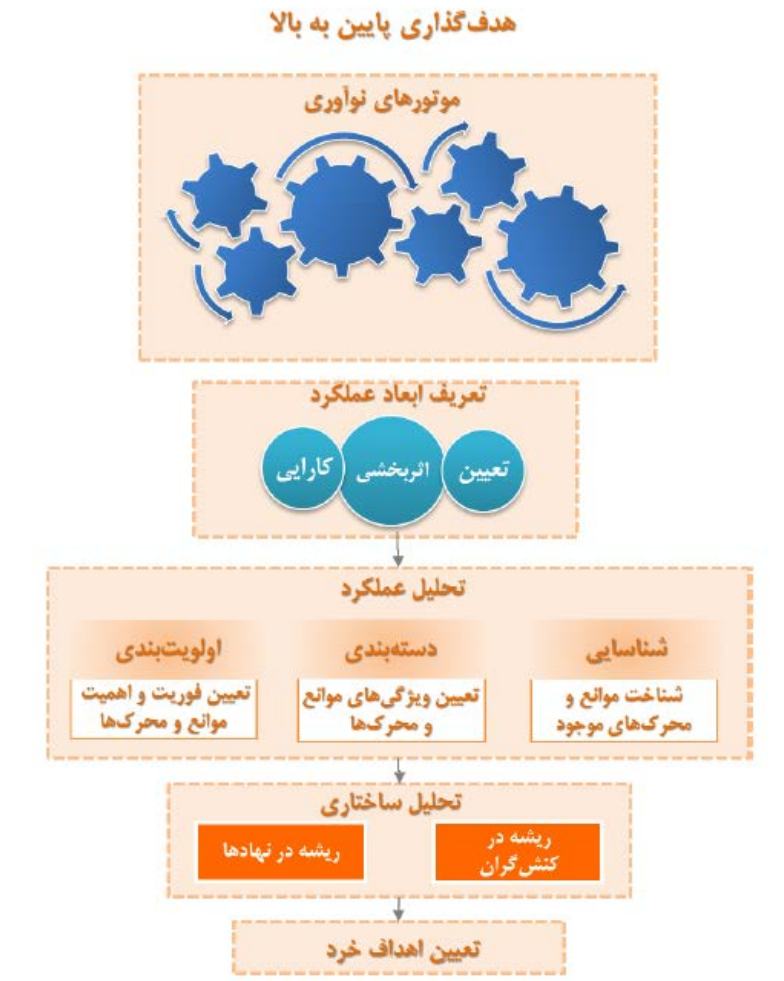 هدف‌گذاری پایین به بالا
موتورهای نوآوری
تعریف ابعاد عملکرد
تعیین
اثربخشی
کارایی
تحلیل عملکرد
شناسایی
شناخت موانع و
محرک‌های موجود
دسته‌بندی
تعیین ویژگی‌های موانع
و محرک‌ها
اولویت‌بندی
تعیین فوریت و اهمیت
موانع و محرک‌ها
تحلیل ساختاری
ریشه در
کنش‌گران
ریشه در نهادها
تعیین اهداف خرد